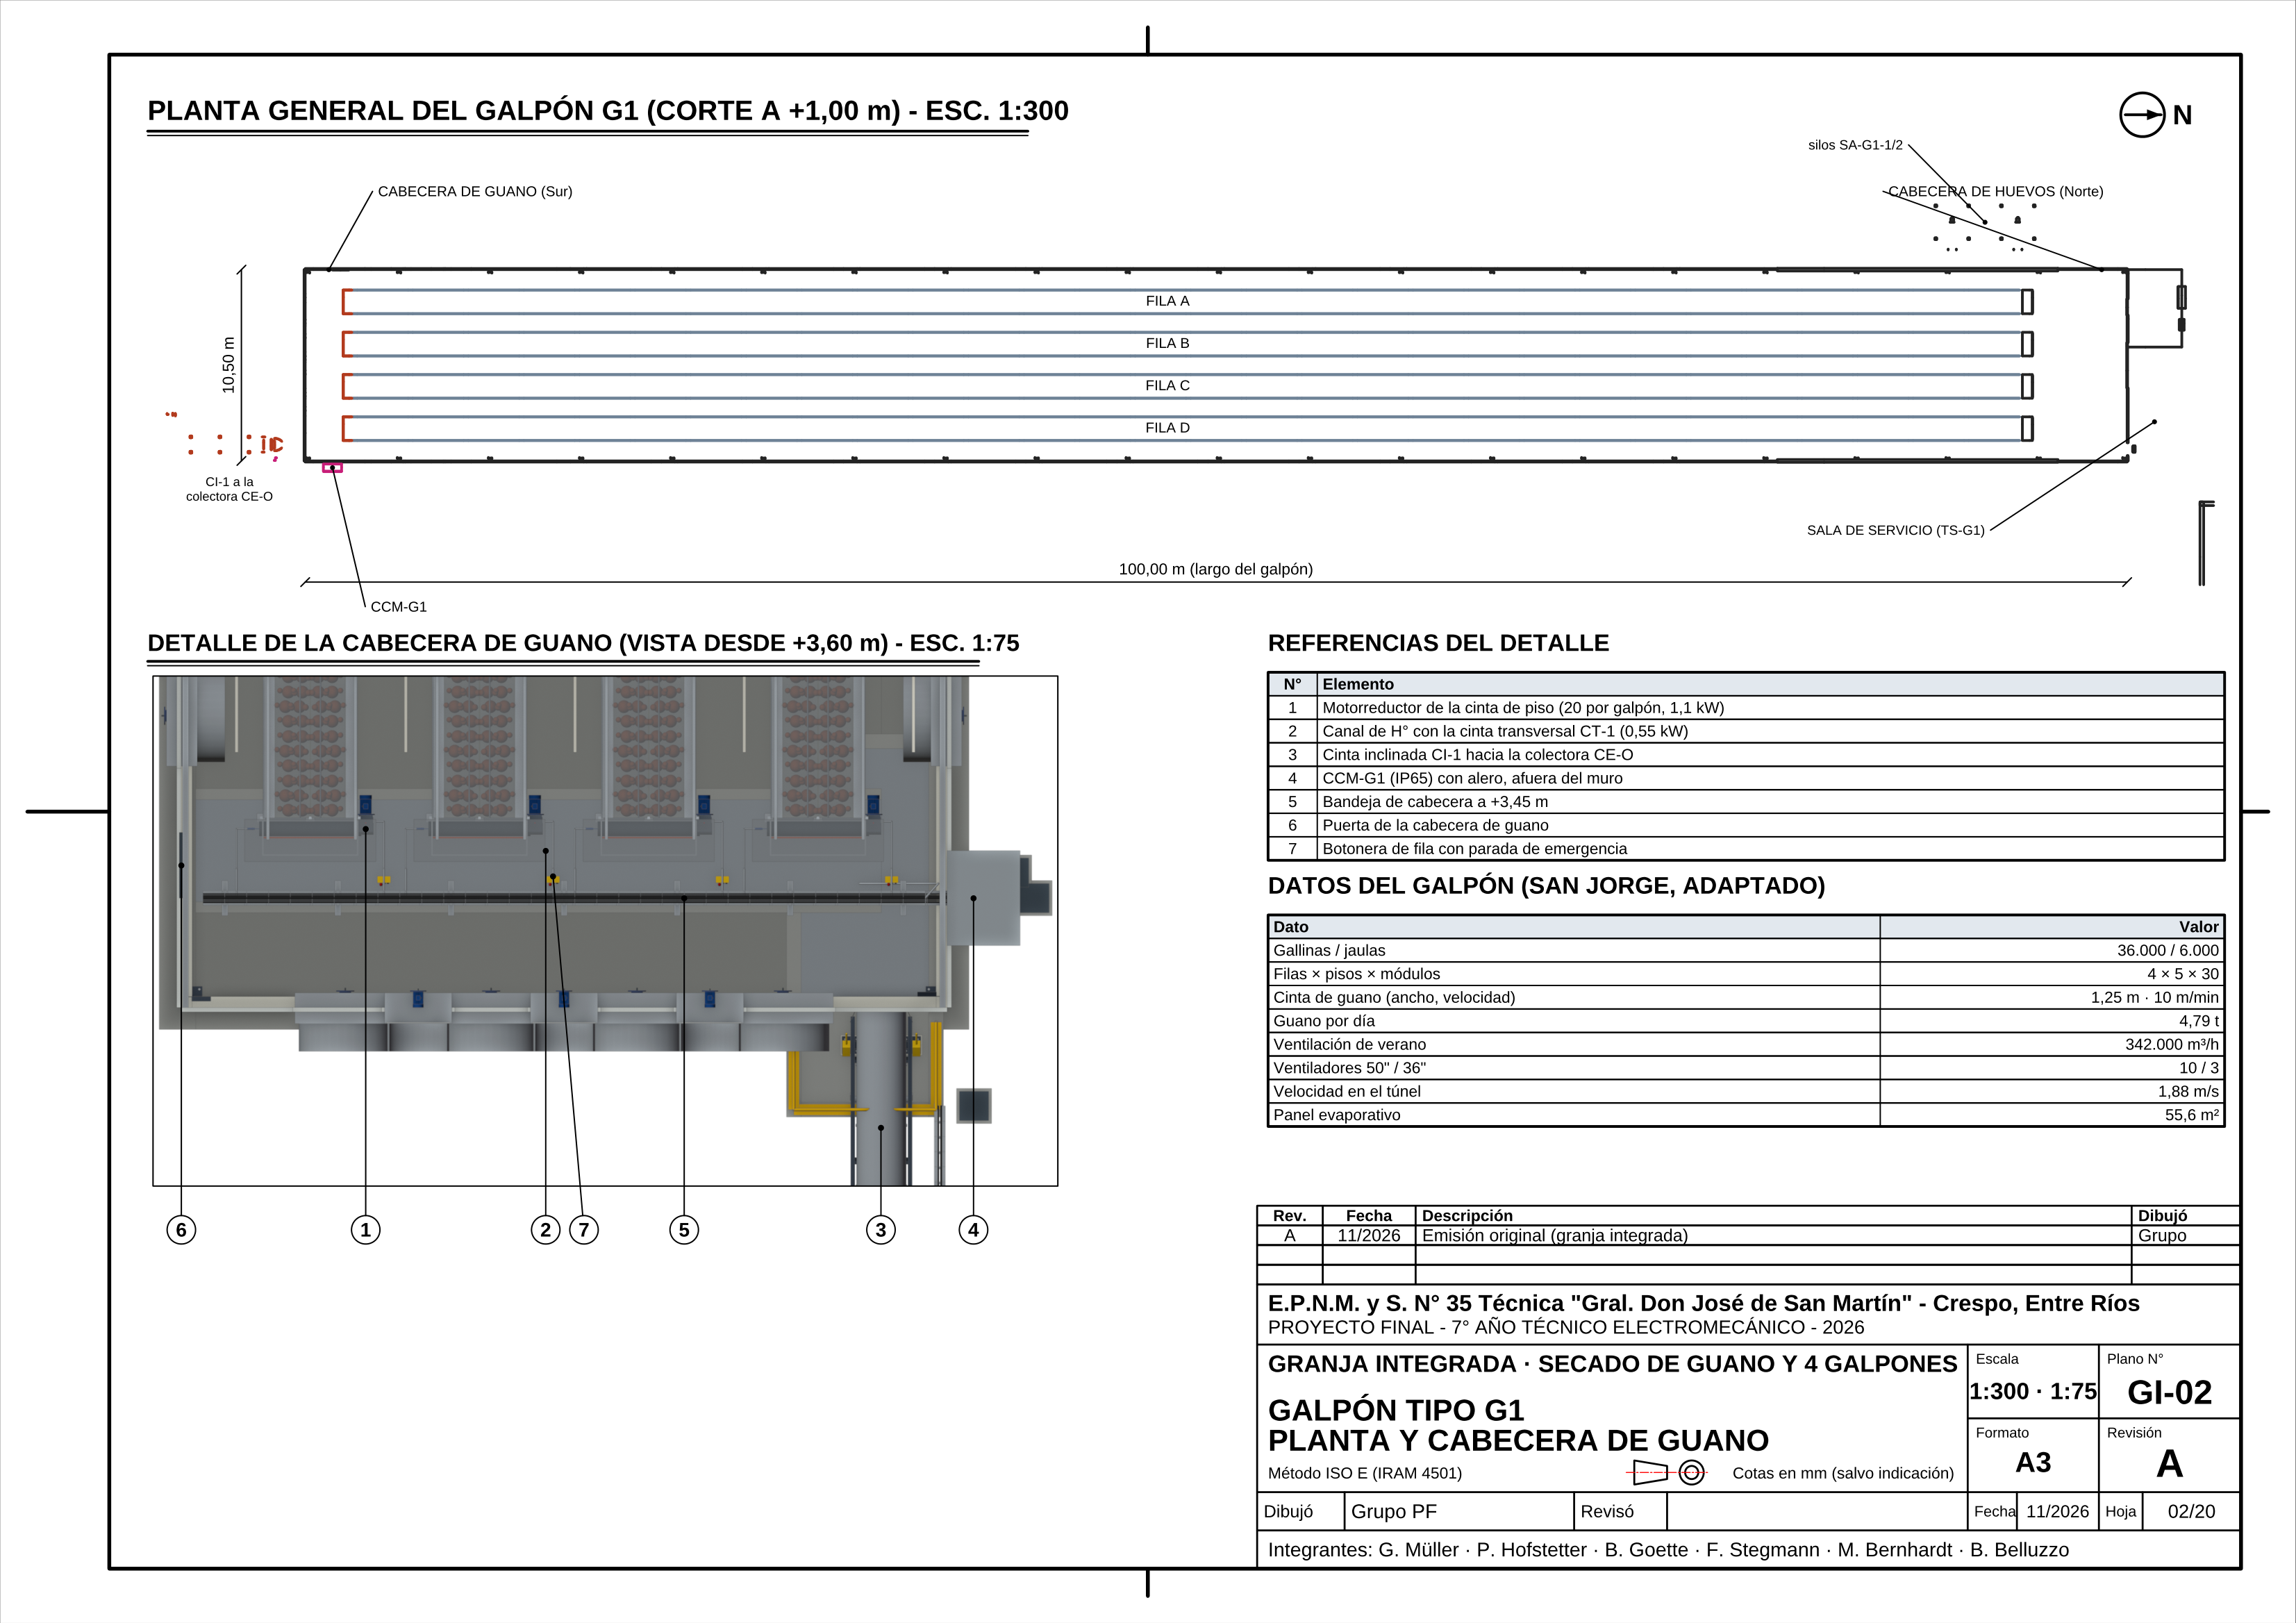 PLANTA GENERAL DEL GALPÓN G1 (CORTE A +1,00 m) - ESC. 1:300
N
silos SA-G1-1/2
CABECERA DE GUANO (Sur)
CABECERA DE HUEVOS (Norte)
FILA A
FILA B
FILA C
FILA D
10,50 m
CI-1 a la
colectora CE-O
SALA DE SERVICIO (TS-G1)
100,00 m (largo del galpón)
CCM-G1
DETALLE DE LA CABECERA DE GUANO (VISTA DESDE +3,60 m) - ESC. 1:75
6 1 2 7 5 3 4
REFERENCIAS DEL DETALLE
N° Elemento
1 Motorreductor de la cinta de piso (20 por galpón, 1,1 kW)
2 Canal de H° con la cinta transversal CT-1 (0,55 kW)
3 Cinta inclinada CI-1 hacia la colectora CE-O
4 CCM-G1 (IP65) con alero, afuera del muro
5 Bandeja de cabecera a +3,45 m
6 Puerta de la cabecera de guano
7 Botonera de fila con parada de emergencia
DATOS DEL GALPÓN (SAN JORGE, ADAPTADO)
Dato Valor
Gallinas / jaulas 36.000 / 6.000
Filas × pisos × módulos 4 × 5 × 30
Cinta de guano (ancho, velocidad) 1,25 m · 10 m/min
Guano por día 4,79 t
Ventilación de verano 342.000 m³/h
Ventiladores 50" / 36" 10 / 3
Velocidad en el túnel 1,88 m/s
Panel evaporativo 55,6 m²
Rev. Fecha Descripción Dibujó
A 11/2026 Emisión original (granja integrada) Grupo
E.P.N.M. y S. N° 35 Técnica "Gral. Don José de San Martín" - Crespo, Entre Ríos
PROYECTO FINAL - 7° AÑO TÉCNICO ELECTROMECÁNICO - 2026
GRANJA INTEGRADA · SECADO DE GUANO Y 4 GALPONES
GALPÓN TIPO G1
PLANTA Y CABECERA DE GUANO
Método ISO E (IRAM 4501) Cotas en mm (salvo indicación)
Escala
1:300 · 1:75
Plano N°
GI-02
Formato
A3
Revisión
A
Dibujó Grupo PF Revisó Fecha 11/2026 Hoja 02/20
Integrantes: G. Müller · P. Hofstetter · B. Goette · F. Stegmann · M. Bernhardt · B. Belluzzo